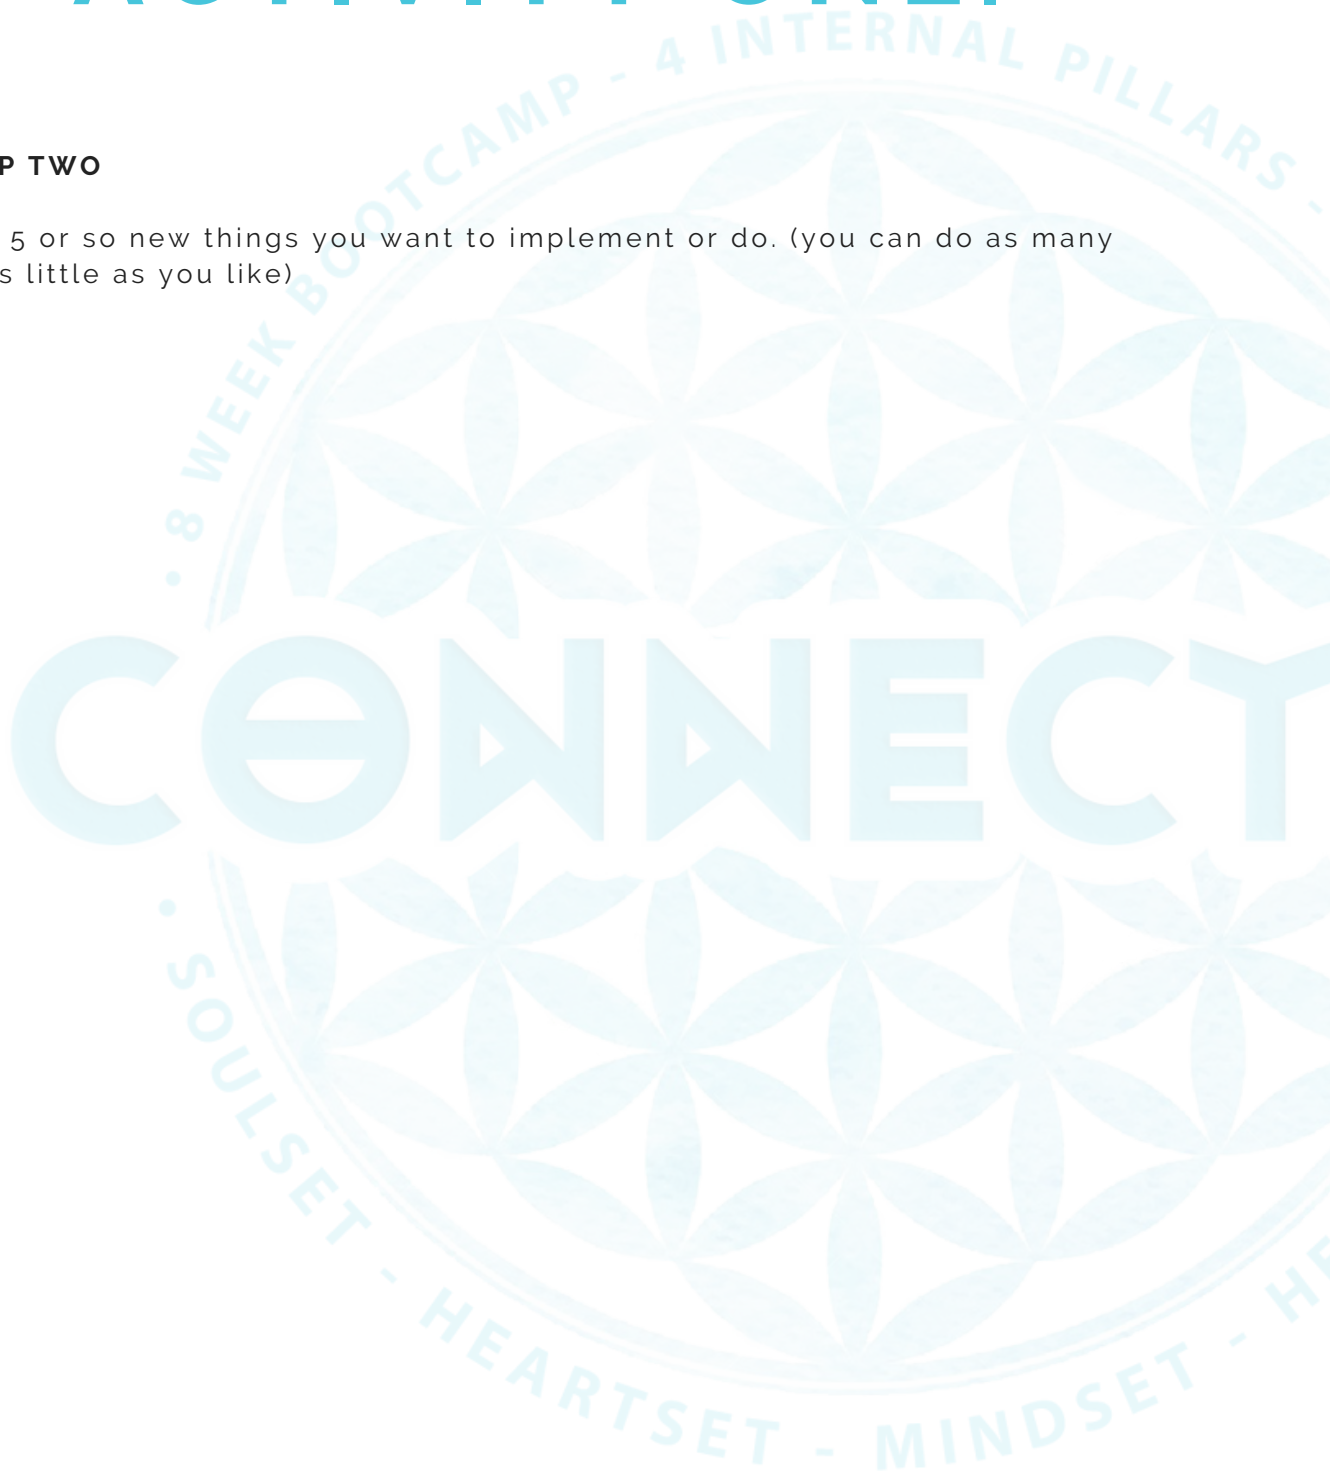 P TWO
5 or so new things you want to implement or do. (you can do as many
s little as you like)
• 8 WEEK BOOTCAMP - 4 INTERNAL PILLARS -
CONNECT
• SOULSET - HEARTSET - MINDSET - HE